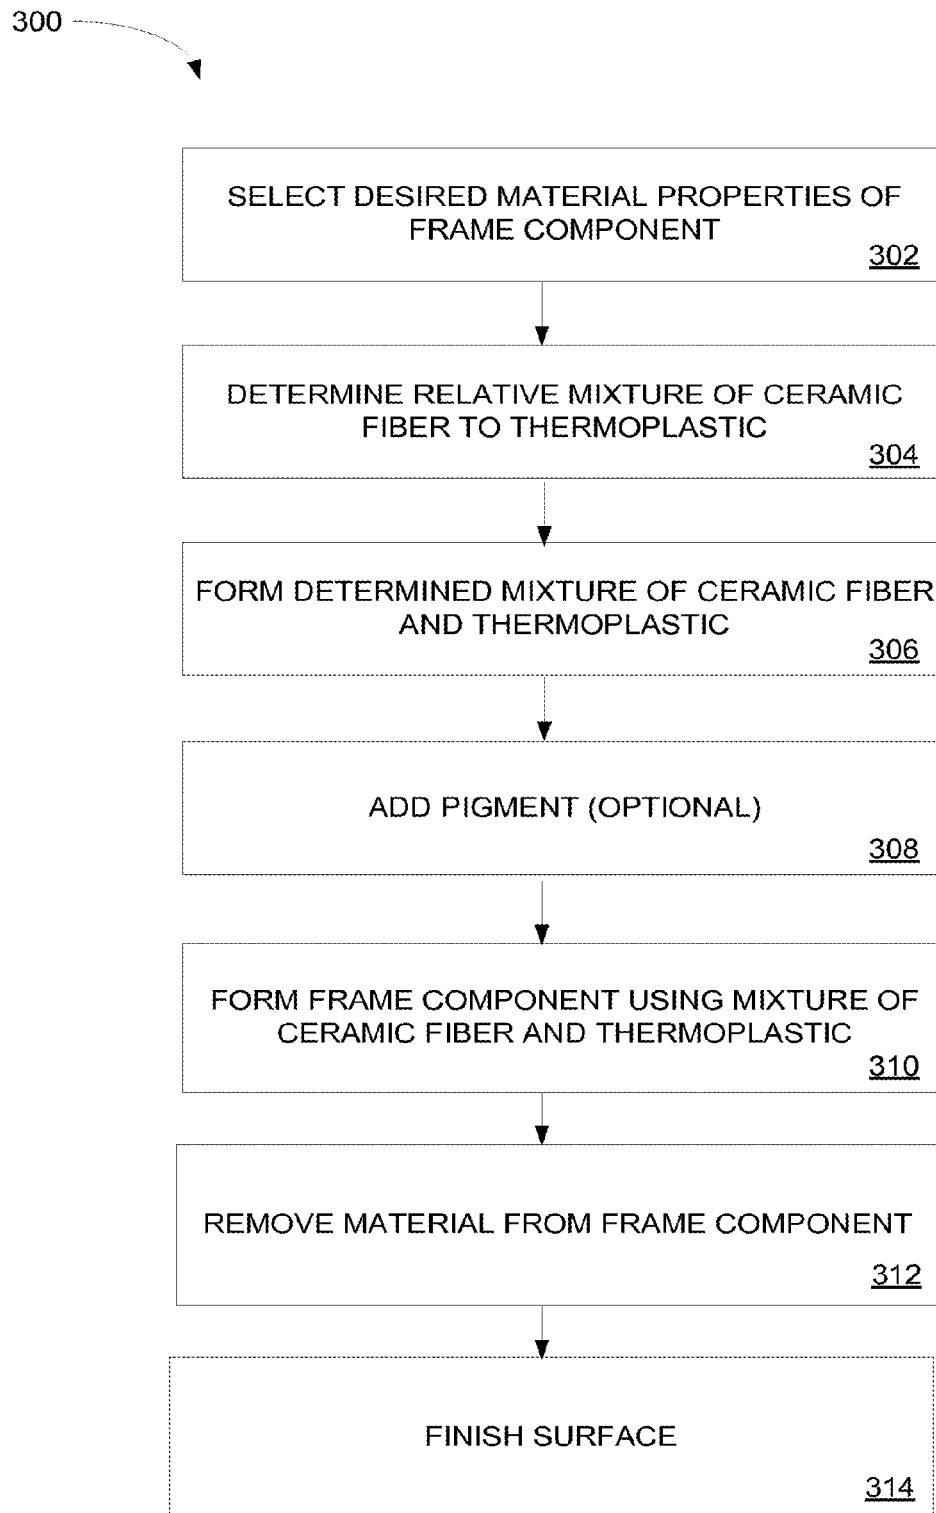 300
SELECT DESIRED MATERIAL PROPERTIES OF
FRAME COMPONENT
302
DETERMINE RELATIVE MIXTURE OF CERAMIC
FIBER TO THERMOPLASTIC
304
FORM DETERMINED MIXTURE OF CERAMIC FIBER
AND THERMOPLASTIC
306
ADD PIGMENT (OPTIONAL)
308
FORM FRAME COMPONENT USING MIXTURE OF
CERAMIC FIBER AND THERMOPLASTIC
310
REMOVE MATERIAL FROM FRAME COMPONENT
312
FINISH SURFACE
314